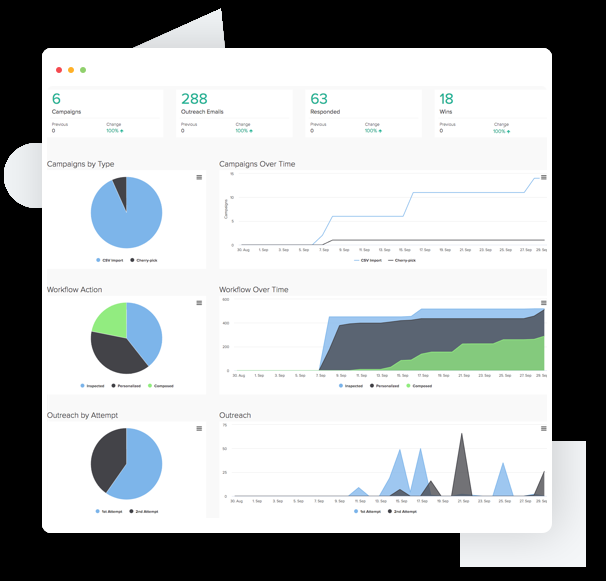 6
288
63
18
Campaigns
Outreach Emails
Responded
Wins
Previous Change Previous Change Previous Change Previous Change
0 100% 0 100% 0 100% 0 100%
Campaigns by Type
Campaigns Over Time
15
10
5
0
Campaigns
30. Aug 1. Sep 3. Sep 5. Sep 7. Sep 9. Sep 11. Sep 13. Sep 15. Sep 17. Sep 19. Sep 21. Sep 23. Sep 25. Sep 27. Sep 29. Sep
CSV Import Cherry-pick
CSV Import Cherry-pick
Workflow Action
Workflow Over Time
600
400
200
0
30. Aug 1. Sep 3. Sep 5. Sep 7. Sep 9. Sep 11. Sep 13. Sep 15. Sep 17. Sep 19. Sep 21. Sep 23. Sep 25. Sep 27. Sep 29. Sep
Inspected Personalized Composed
Inspected Personalized Composed
Outreach by Attempt
Outreach
75
50
25
0
30. Aug 1. Sep 3. Sep 5. Sep 7. Sep 9. Sep 11. Sep 13. Sep 15. Sep 17. Sep 19. Sep 21. Sep 23. Sep 25. Sep 27. Sep 29. Sep
1st Attempt 2nd Attempt
1st Attempt 2nd Attempt